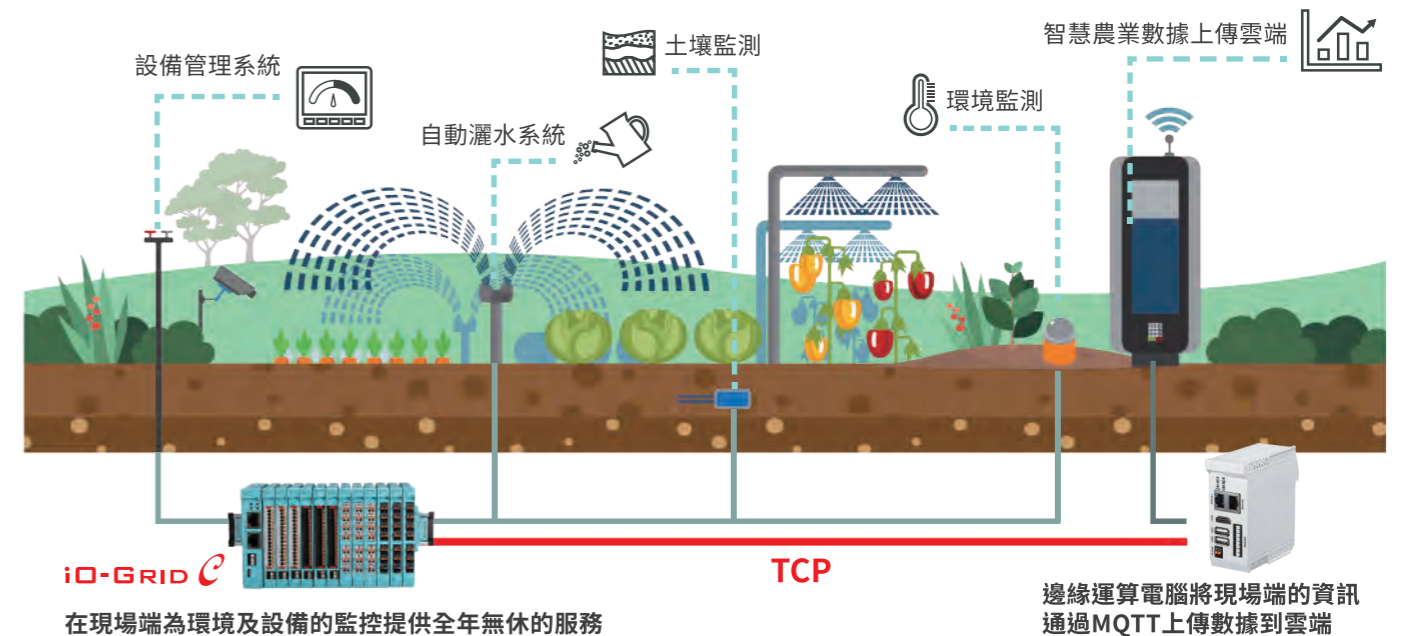 智慧農業數據上傳雲端
土壤監測
設備管理系統
環境監測
自動灑水系統
TCP
iO-GRID C
在現場端為環境及設備的監控提供全年無休的服務
邊緣運算電腦將現場端的資訊
通過MQTT上傳數據到雲端